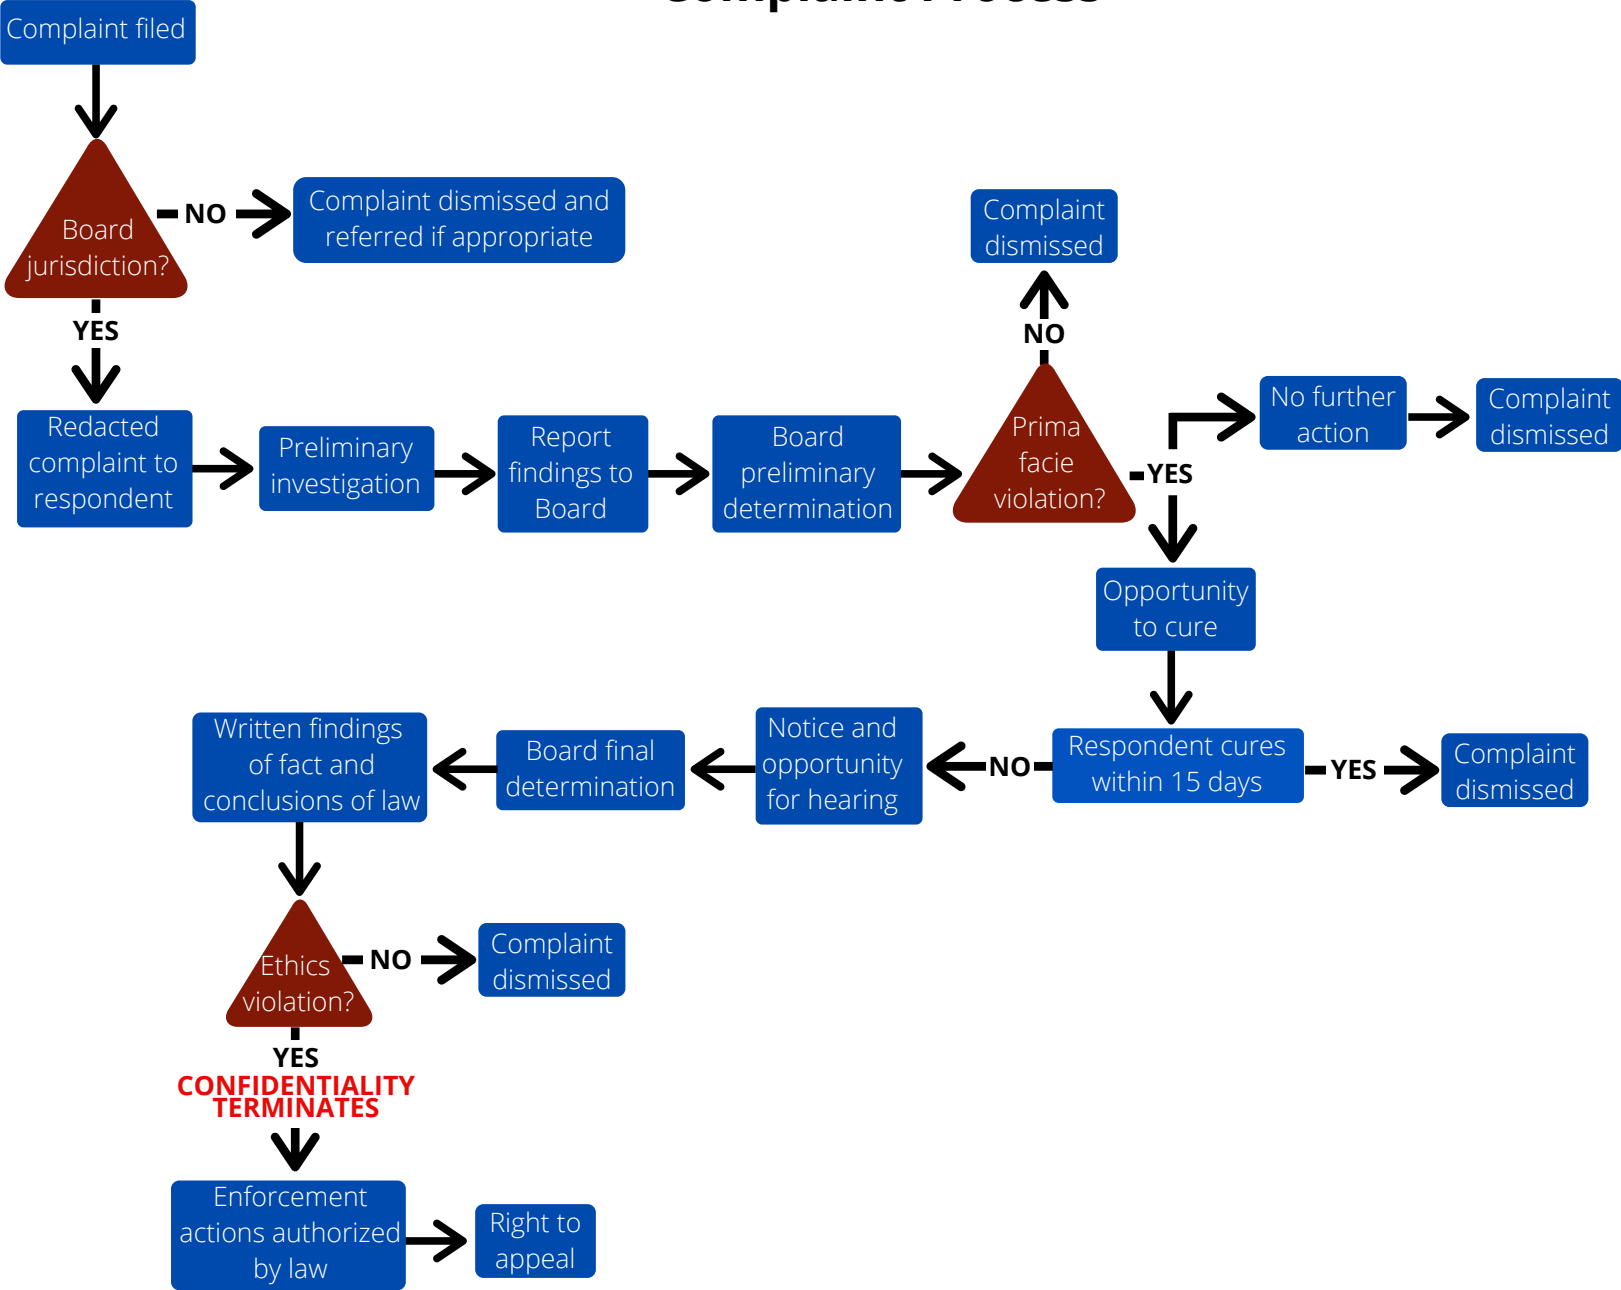 Complaint Process
Complaint filed
Board
jurisdiction?
NO
Complaint dismissed and
referred if appropriate
YES
Redacted
complaint to
respondent
Preliminary
investigation
Report
findings to
Board
Board
preliminary
determination
Prima
facie
violation?
NO
Complaint
dismissed
YES
No further
action
Complaint
dismissed
Opportunity
to cure
Respondent cures
within 15 days
YES
Complaint
dismissed
NO
Notice and
opportunity
for hearing
Board final
determination
Written findings
of fact and
conclusions of law
Ethics
violation?
NO
Complaint
dismissed
YES
CONFIDENTIALITY
TERMINATES
Enforcement
actions authorized
by law
Right to
appeal